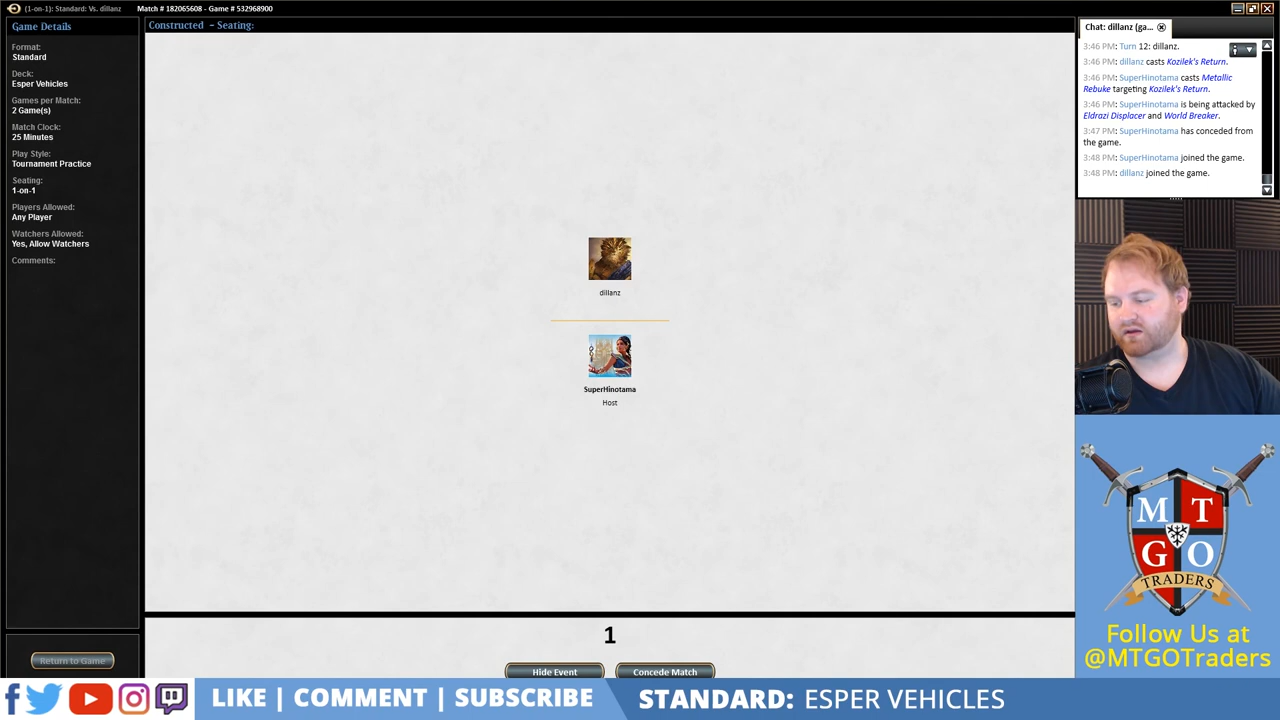 (1-on-1): Standard: Vs. dillanz
Match # 182065608 - Game # 532968900
Game Details
Format:
Standard
Deck:
Esper Vehicles
Games per Match:
2 Game(s)
Match Clock:
25 Minutes
Play Style:
Tournament Practice
Seating:
1-on-1
Players Allowed:
Any Player
Watchers Allowed:
Yes, Allow Watchers
Comments:
Return to Game
Constructed - Seating:
dillanz
SuperHinotama
Host
1
Hide Event
Concede Match
Chat: dillanz (ga...
3:46 PM: Turn 12: dillanz.
3:46 PM: dillanz casts Kozilek's Return.
3:46 PM: SuperHinotama casts Metallic
Rebuke targeting Kozilek's Return.
3:46 PM: SuperHinotama is being attacked by
Eldrazi Displacer and World Breaker.
3:47 PM: SuperHinotama has conceded from
the game.
3:48 PM: SuperHinotama joined the game.
3:48 PM: dillanz joined the game.
M T
G O
TRADERS
Follow Us at
@MTGOTraders
LIKE | COMMENT | SUBSCRIBE
STANDARD: ESPER VEHICLES